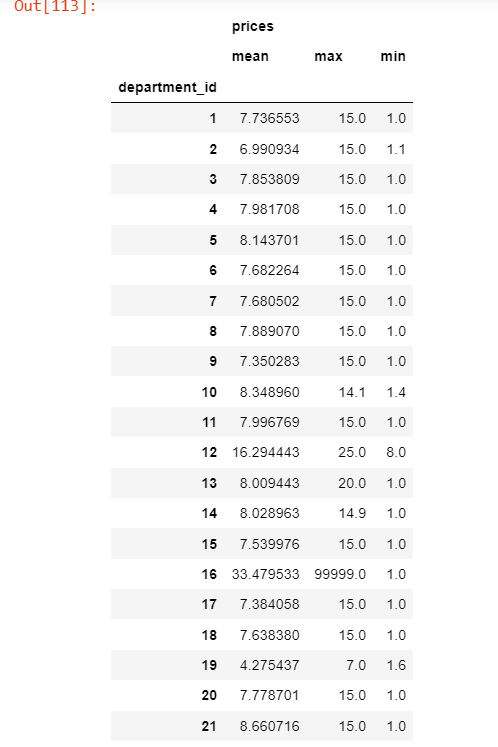 Out[113]:
prices
mean max min
department_id
1 7.736553 15.0 1.0
2 6.990934 15.0 1.1
3 7.853809 15.0 1.0
4 7.981708 15.0 1.0
5 8.143701 15.0 1.0
6 7.682264 15.0 1.0
7 7.680502 15.0 1.0
8 7.889070 15.0 1.0
9 7.350283 15.0 1.0
10 8.348960 14.1 1.4
11 7.996769 15.0 1.0
12 16.294443 25.0 8.0
13 8.009443 20.0 1.0
14 8.028963 14.9 1.0
15 7.539976 15.0 1.0
16 33.479533 99999.0 1.0
17 7.384058 15.0 1.0
18 7.638380 15.0 1.0
19 4.275437 7.0 1.6
20 7.778701 15.0 1.0
21 8.660716 15.0 1.0